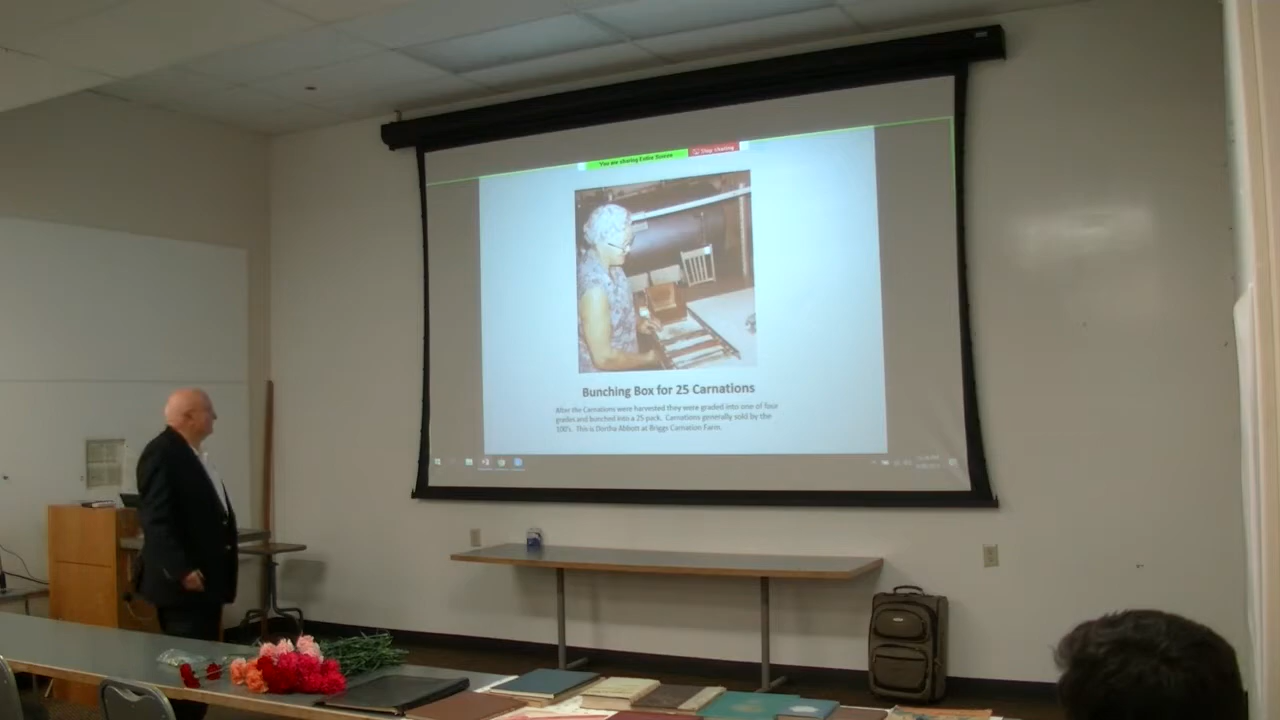 You are sharing Entire Screen
Stop sharing
Bunching Box for 25 Carnations
After the Carnations were harvested they were graded into one of four
grades and bunched into a 25 pack. Carnations generally sold by the
100's. This is Dortha Abbott at Briggs Carnation Farm.